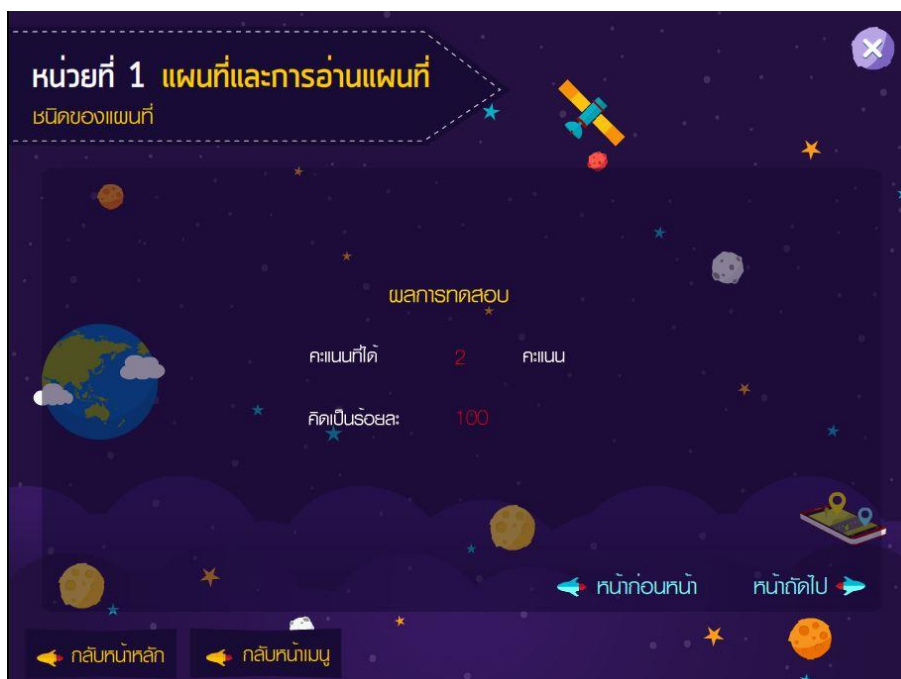 หน่วยที่ 1 แผนที่และการอ่านแผนที่
ชนิดของแผนที่
ผลการทดสอบ
คะแนนที่ได้ 2 คะแนน
คิดเป็นร้อยละ 100
หน้าก่อนหน้า หน้าถัดไป
กลับหน้าหลัก กลับหน้าเมนู